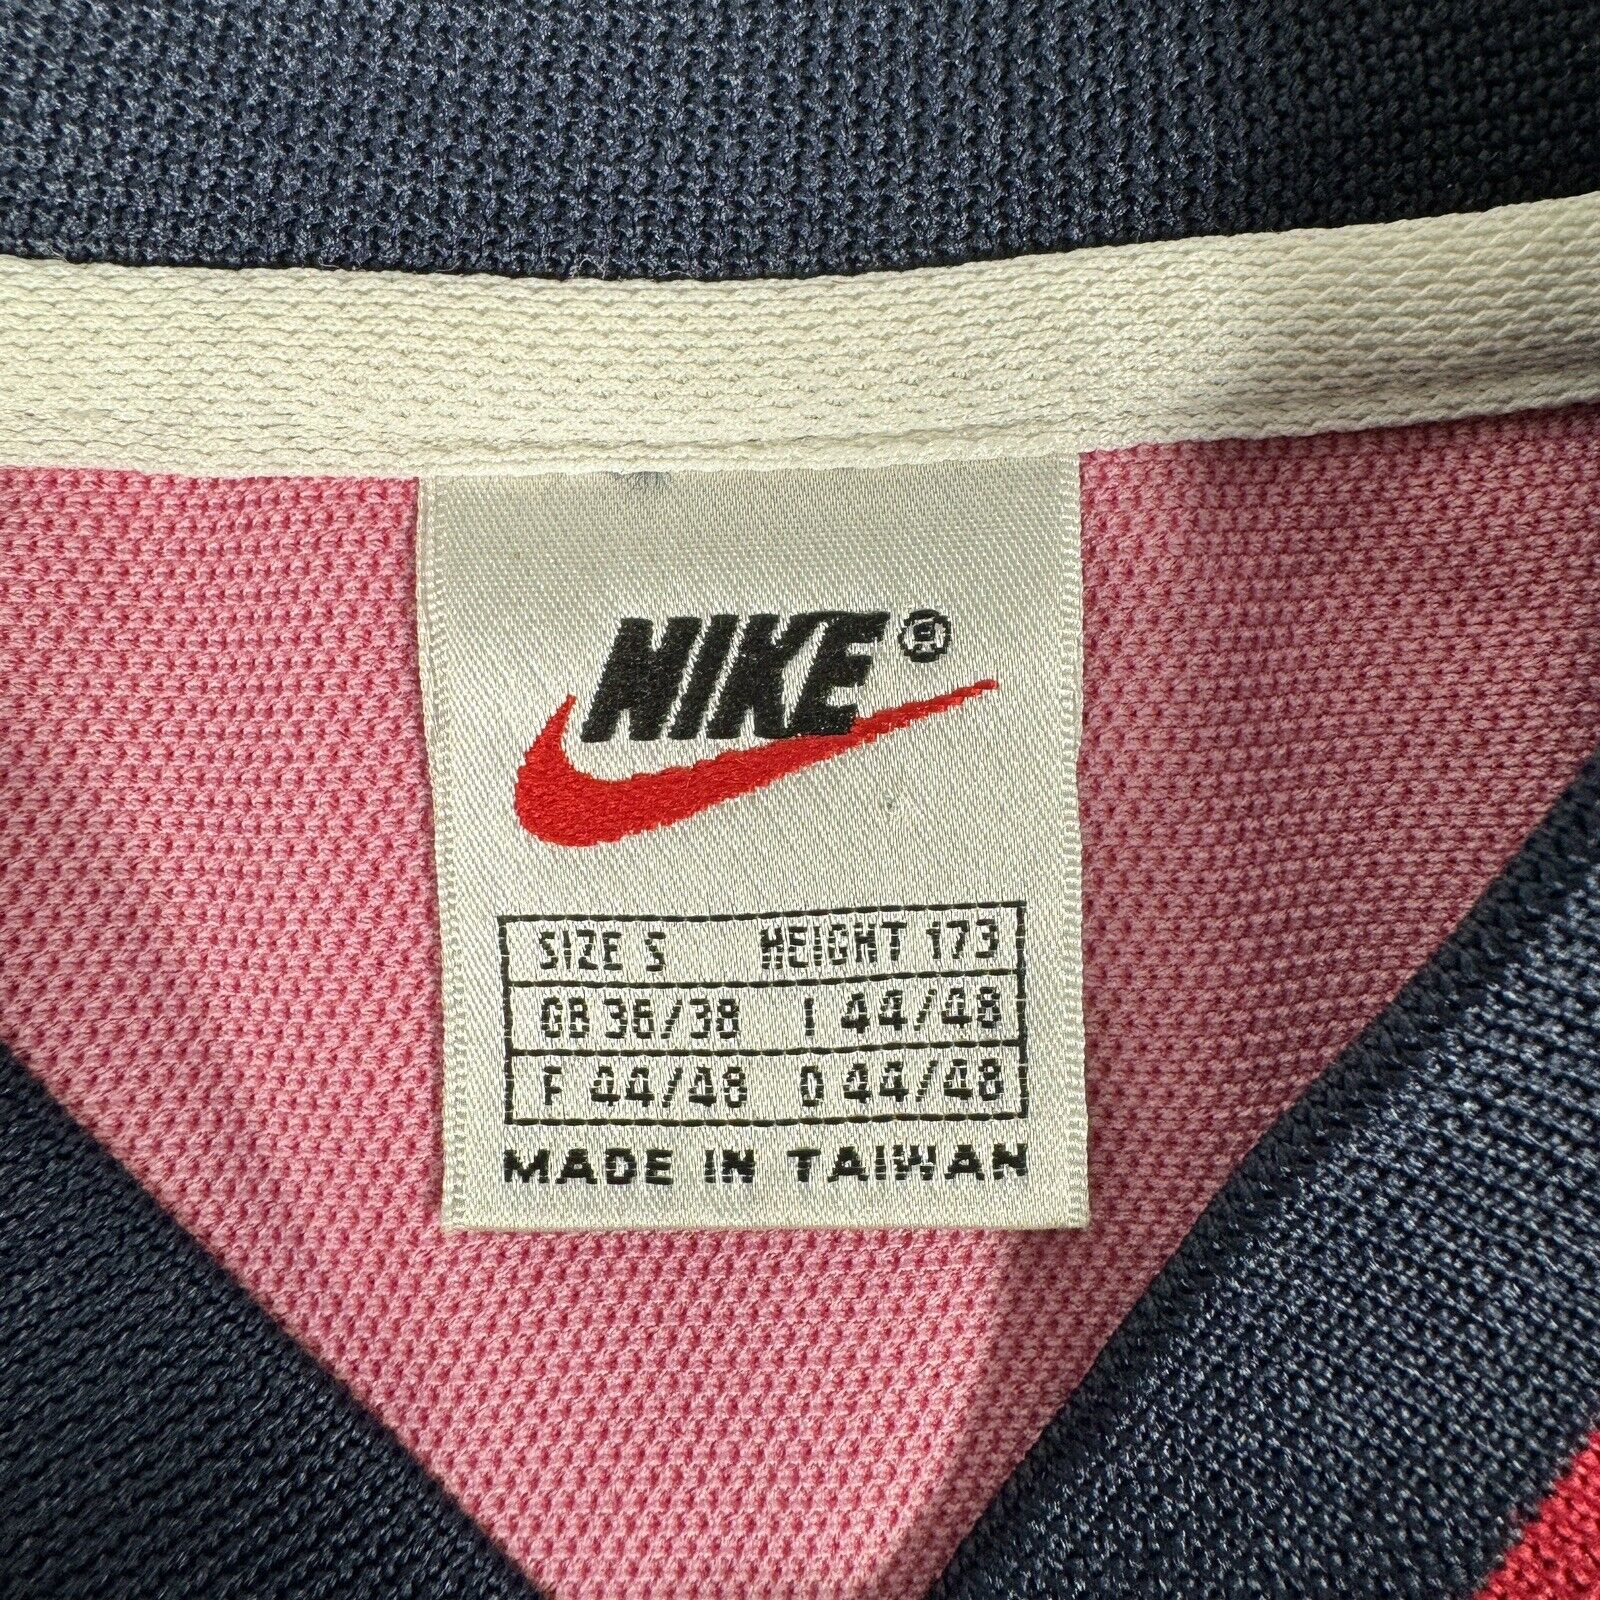 NIKE®
SIZE S HEIGHT 173
GB 36/38 I 44/48
F 44/48 D 44/48
MADE IN TAIWAN